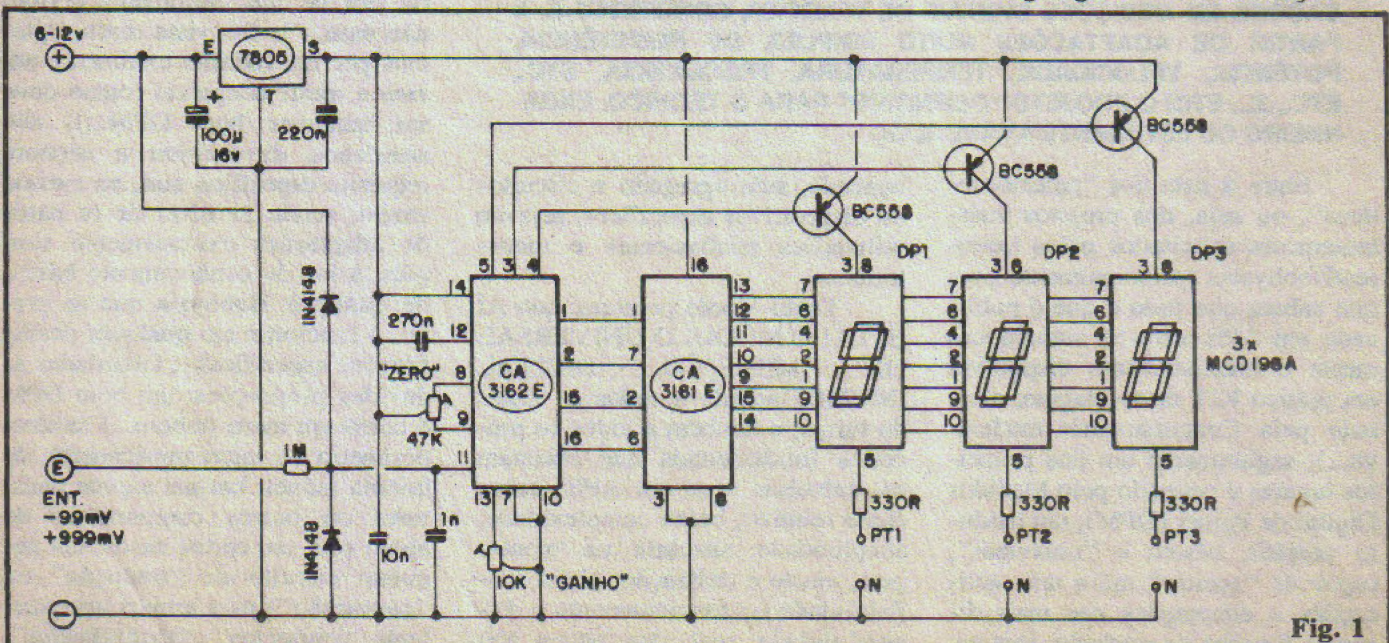 6-12v
+
E
7805
S
T
+
100µ
16v
220n
BC558
BC558
BC558
1N4148
1N4148
270n
"ZERO"
47K
A
5 3 4
14
12
8
9
11
13 7 10
1 1
2 7
15 2
16 6
CA
3162 E
16
CA
3161 E
3 8
13
12
11
10
9
15
14
3 8
DP1
7
6
4
2
1
9
10
5
3 8
DP2
7
6
4
2
1
9
10
5
3 8
DP3
7
6
4
2
1
9
10
5
3x
MCD198A
E
1M
ENT.
-99mV
+999mV
10n
1n
A
10K
"GANHO"
330R
330R
330R
PT1
PT2
PT3
N
N
N
−
Fig. 1